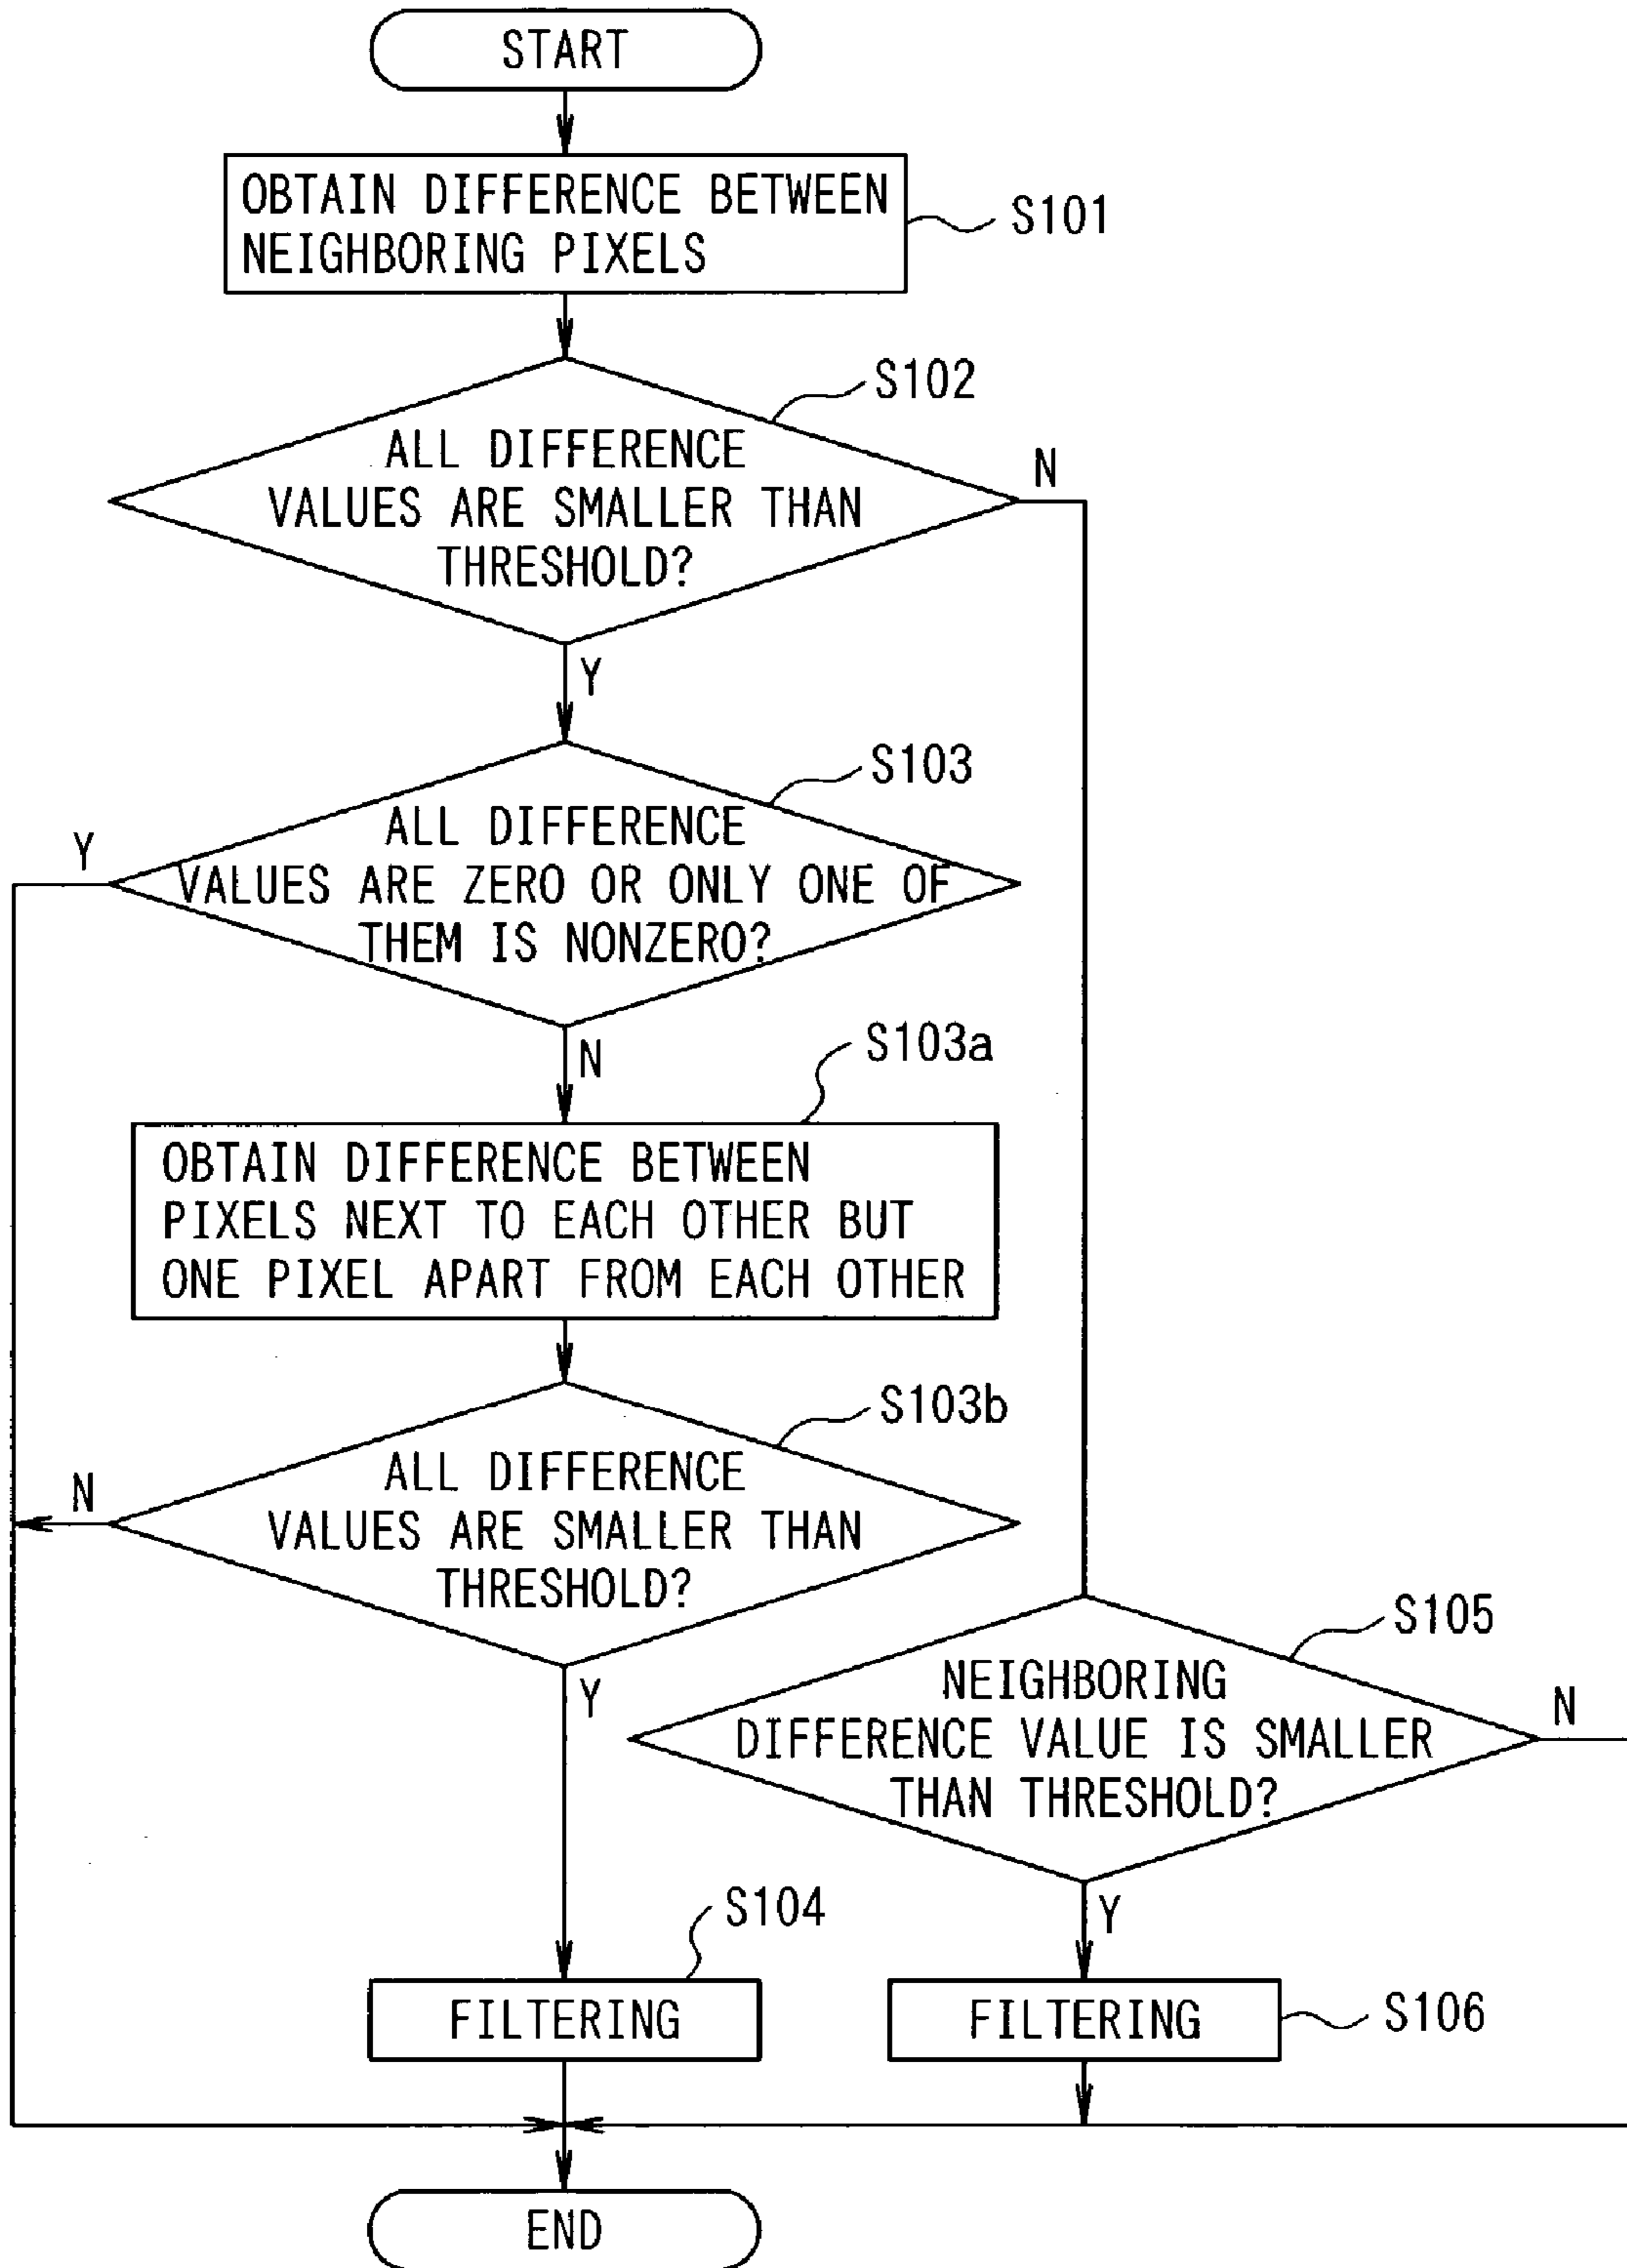 START
OBTAIN DIFFERENCE BETWEEN
NEIGHBORING PIXELS
S101
S102
ALL DIFFERENCE
VALUES ARE SMALLER THAN
THRESHOLD?
N
Y
S103
ALL DIFFERENCE
VALUES ARE ZERO OR ONLY ONE OF
THEM IS NONZERO?
Y
N
S103a
OBTAIN DIFFERENCE BETWEEN
PIXELS NEXT TO EACH OTHER BUT
ONE PIXEL APART FROM EACH OTHER
S103b
ALL DIFFERENCE
VALUES ARE SMALLER THAN
THRESHOLD?
N
Y
S105
NEIGHBORING
DIFFERENCE VALUE IS SMALLER
THAN THRESHOLD?
N
Y
S104
FILTERING
FILTERING
S106
END